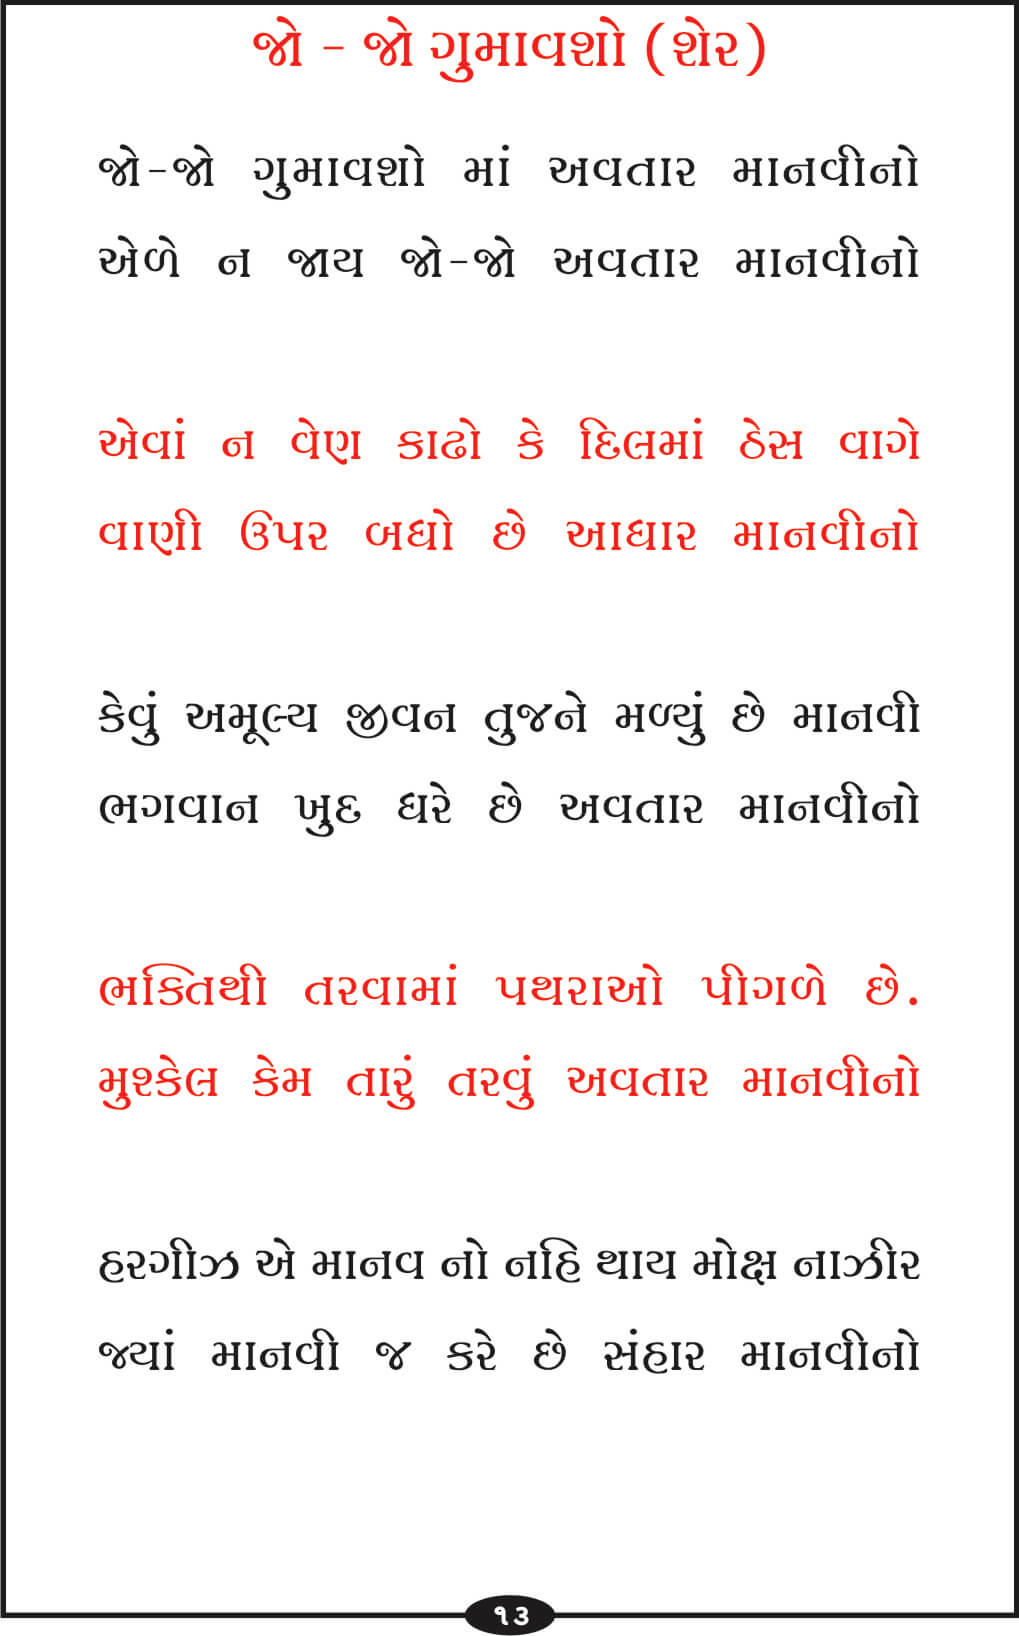 જો - જો ગુમાવશો (શેર)
જો-જો ગુમાવશો માં અવતાર માનવીનો
એળે ન જાય જો-જો અવતાર માનવીનો
એવાં ન વેણ કાઢો કે દિલમાં ઠેસ વાગે
વાણી ઉપર બધો છે આધાર માનવીનો
કેવું અમૂલ્ય જીવન તુજને મળ્યું છે માનવી
ભગવાન ખુદ ધરે છે અવતાર માનવીનો
ભક્તિથી તરવામાં પથરાઓ પીગળે છે.
મુશ્કેલ કેમ તારું તરવું અવતાર માનવીનો
હરગીઝ એ માનવ નો નહિ થાય મોક્ષ નાઝીર
જ્યાં માનવી જ કરે છે સંહાર માનવીનો
૧૩